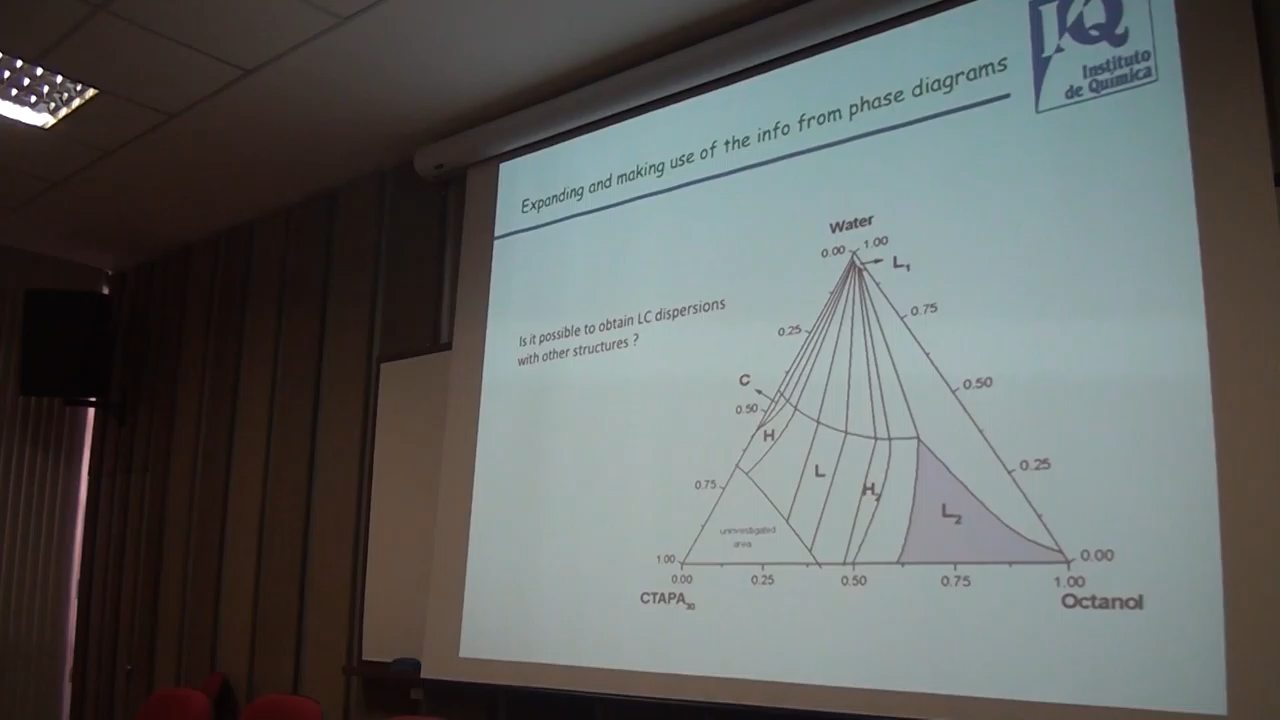 IQ
Instituto
de Química
Expanding and making use of the info from phase diagrams
Is it possible to obtain LC dispersions
with other structures ?
Water
0.00 1.00
L1
0.75
0.25
C
0.50
0.50
H
L
H2
0.25
0.75
L2
uninvestigated
area
1.00
0.00
0.00 0.25 0.50 0.75 1.00
CTAPA30
Octanol